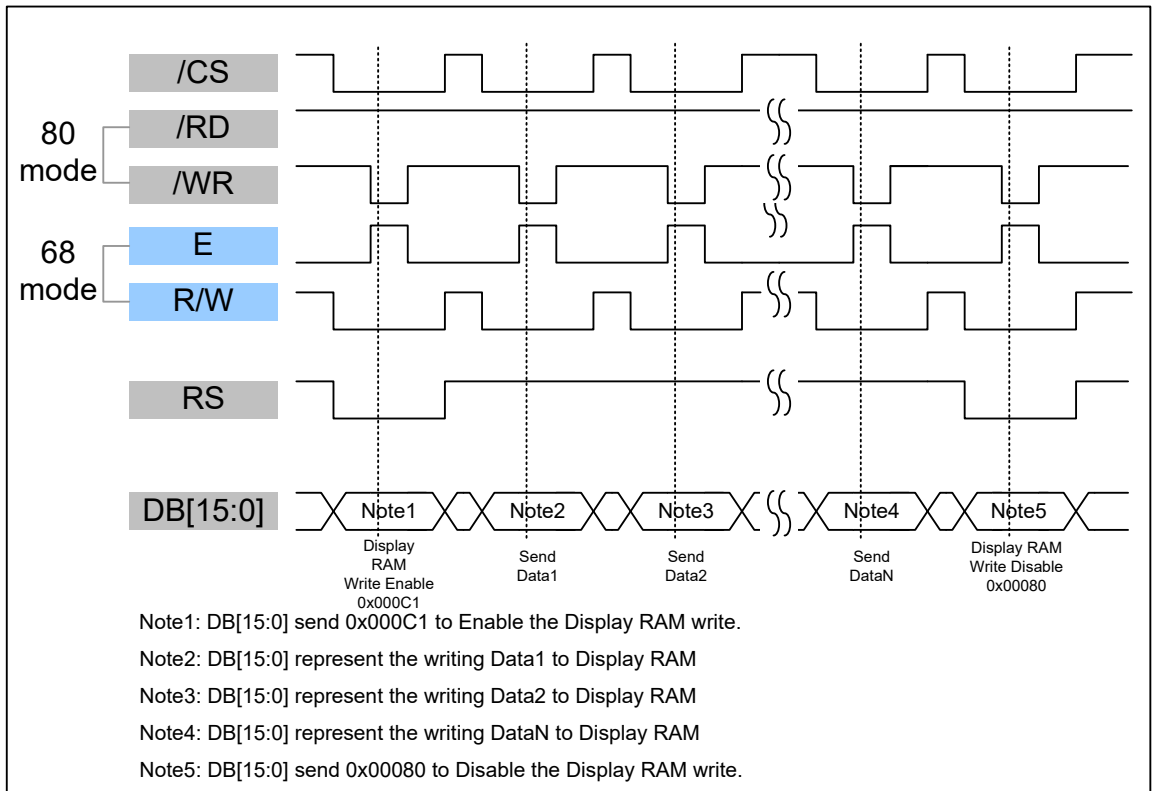 /CS
80
mode
/RD
/WR
68
mode
E
R/W
RS
DB[15:0]
Note1
Note2
Note3
Note4
Note5
Display
RAM
Write Enable
0x000C1
Send
Data1
Send
Data2
Send
DataN
Display RAM
Write Disable
0x00080
Note1: DB[15:0] send 0x000C1 to Enable the Display RAM write.
Note2: DB[15:0] represent the writing Data1 to Display RAM
Note3: DB[15:0] represent the writing Data2 to Display RAM
Note4: DB[15:0] represent the writing DataN to Display RAM
Note5: DB[15:0] send 0x00080 to Disable the Display RAM write.